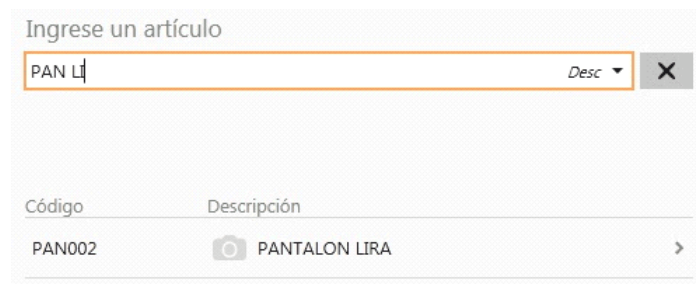 Ingrese un artículo
PAN LI Desc
Código Descripción
PAN002 PANTALON LIRA